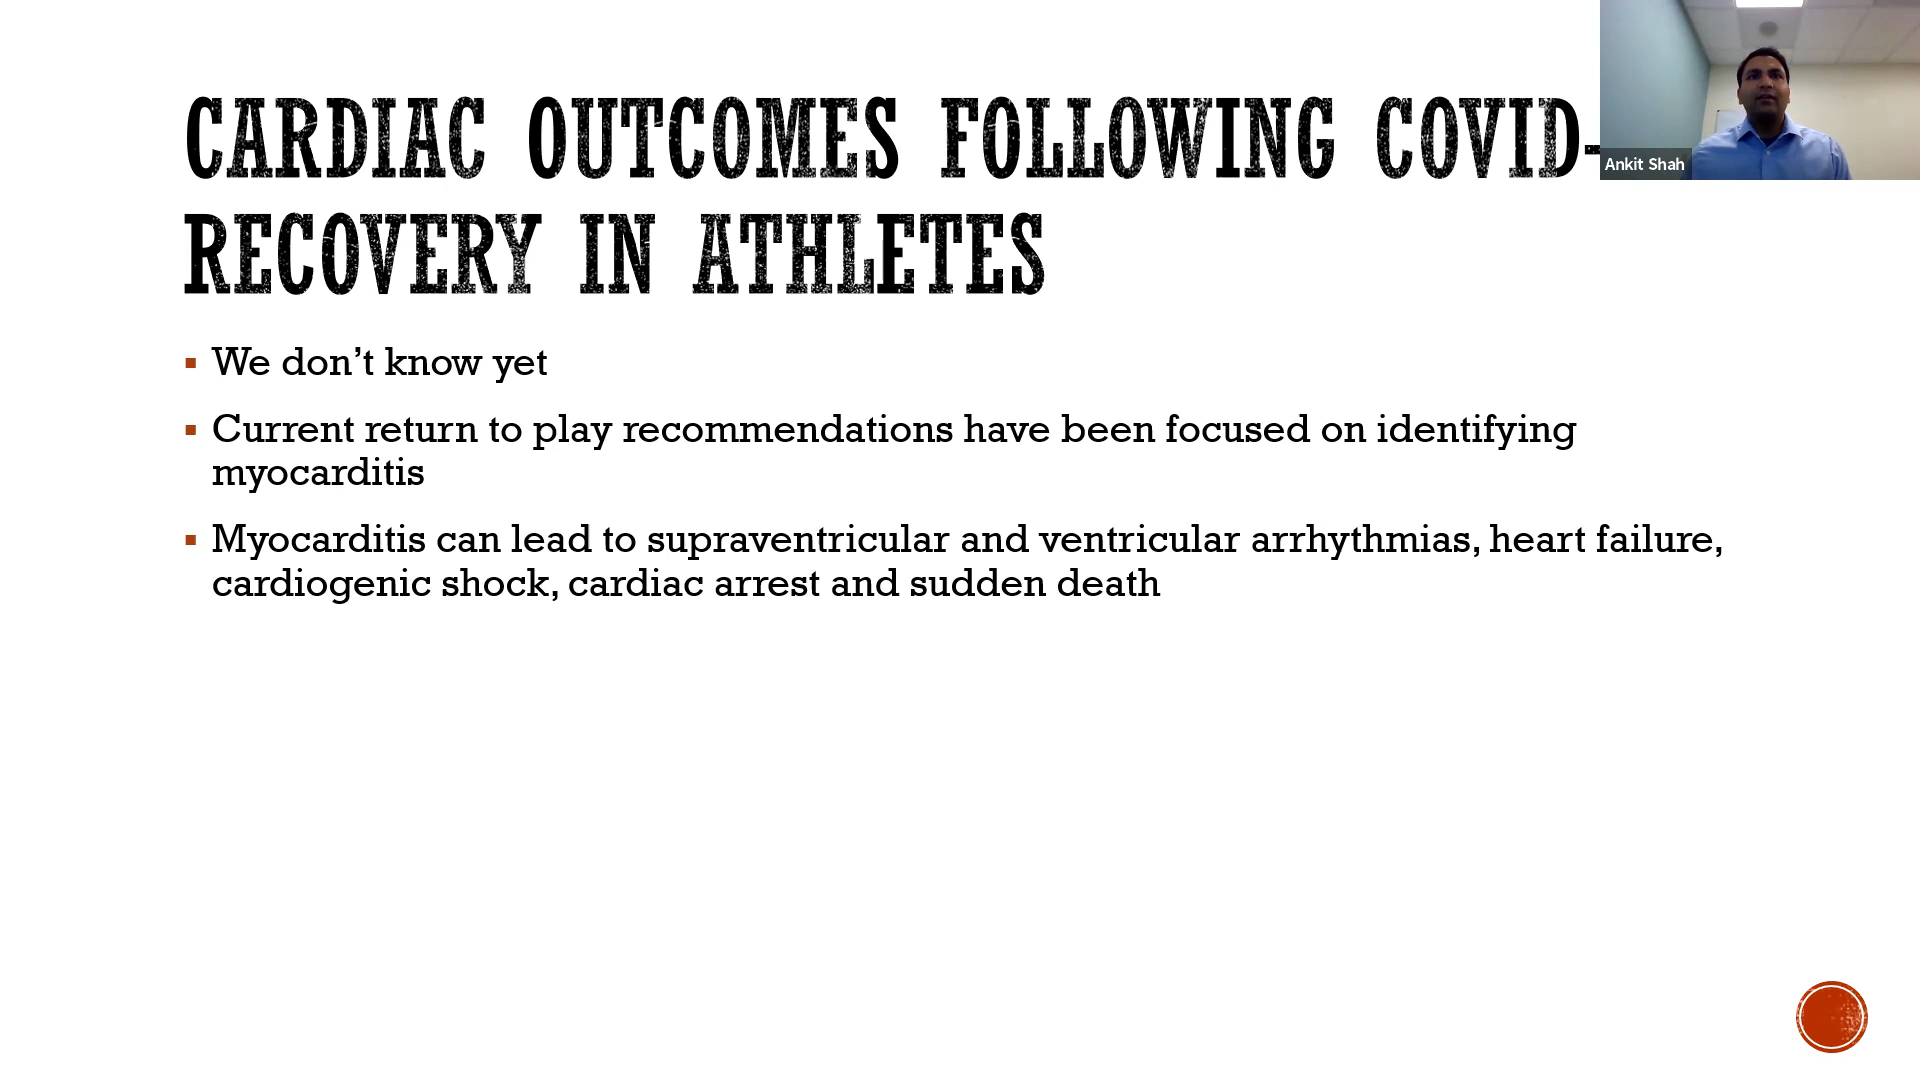 CARDIAC OUTCOMES FOLLOWING COVID-
RECOVERY IN ATHLETES
Ankit Shah
▪ We don’t know yet
▪ Current return to play recommendations have been focused on identifying
myocarditis
▪ Myocarditis can lead to supraventricular and ventricular arrhythmias, heart failure,
cardiogenic shock, cardiac arrest and sudden death